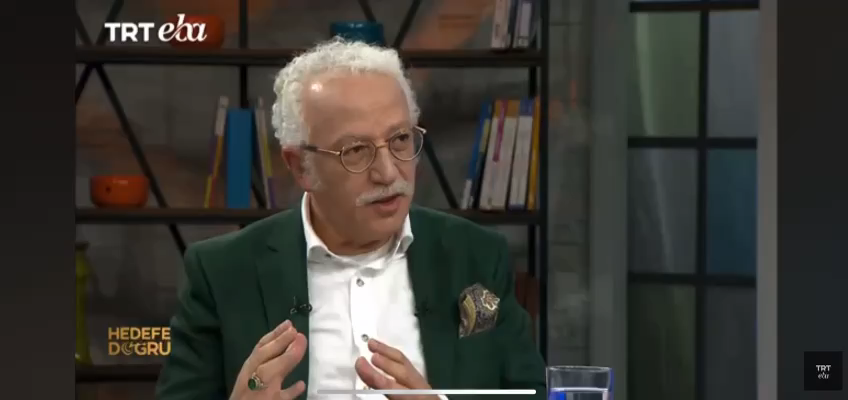 TRT eba
HEDEFE
DOĞRU
TRT
eba